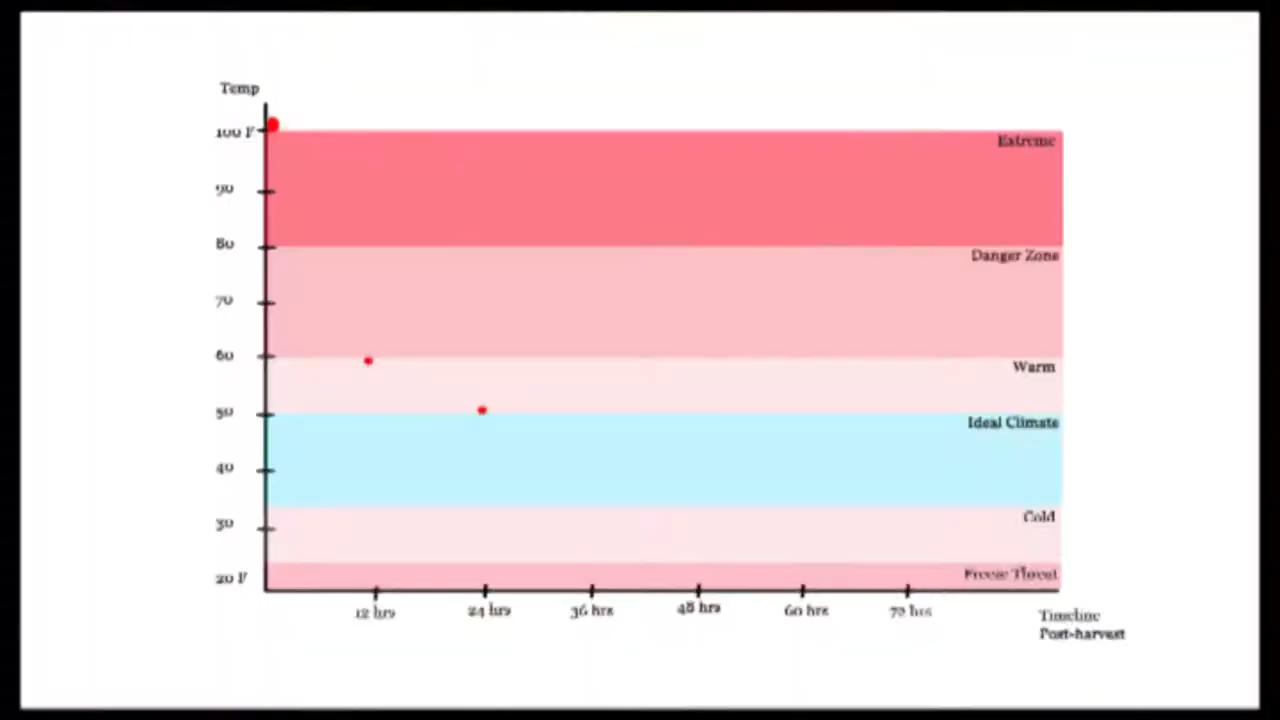 Temp
100 F
Extreme
90
80
Danger Zone
70
60
Warm
50
Ideal Climate
40
Cold
30
Freeze Threat
20 F
12 hrs
24 hrs
36 hrs
48 hrs
60 hrs
72 hrs
Timeline
Post-harvest